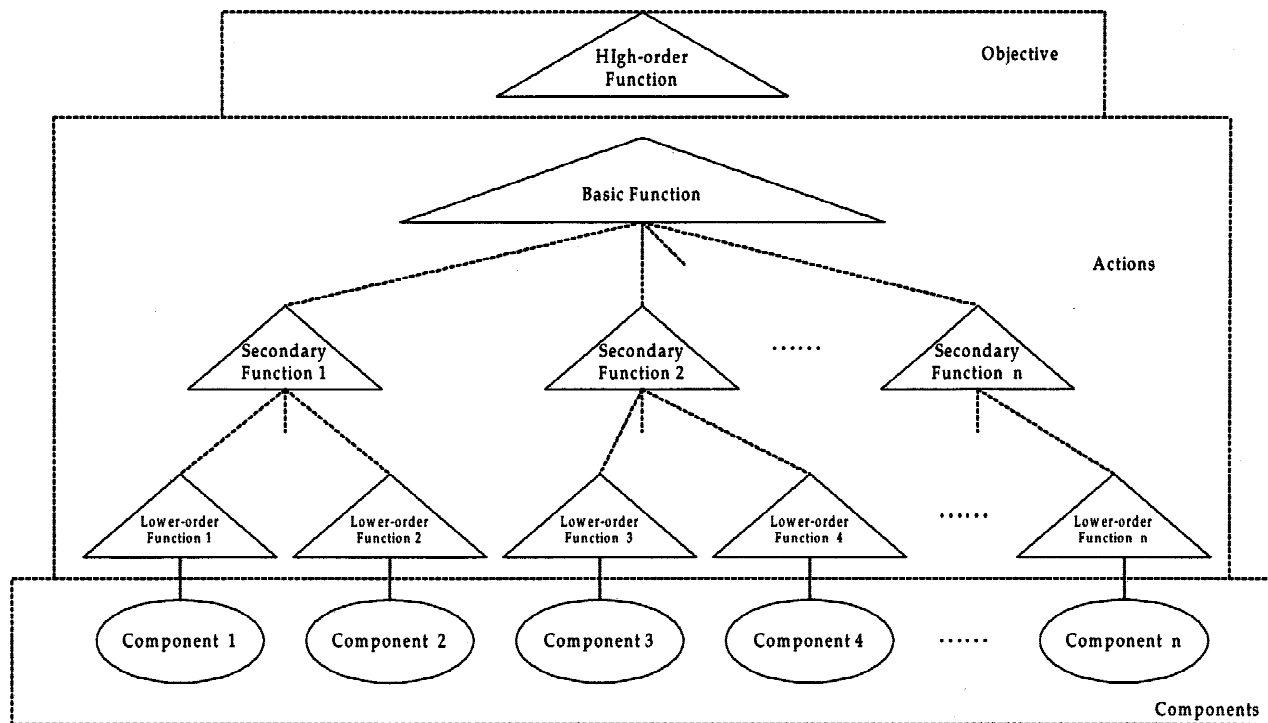 HIgh-order
Function
Objective
Basic Function
Actions
Secondary
Function 1
Secondary
Function 2
......
Secondary
Function n
Lower-order
Function 1
Lower-order
Function 2
Lower-order
Function 3
Lower-order
Function 4
......
Lower-order
Function n
Component 1
Component 2
Component 3
Component 4
......
Component n
Components